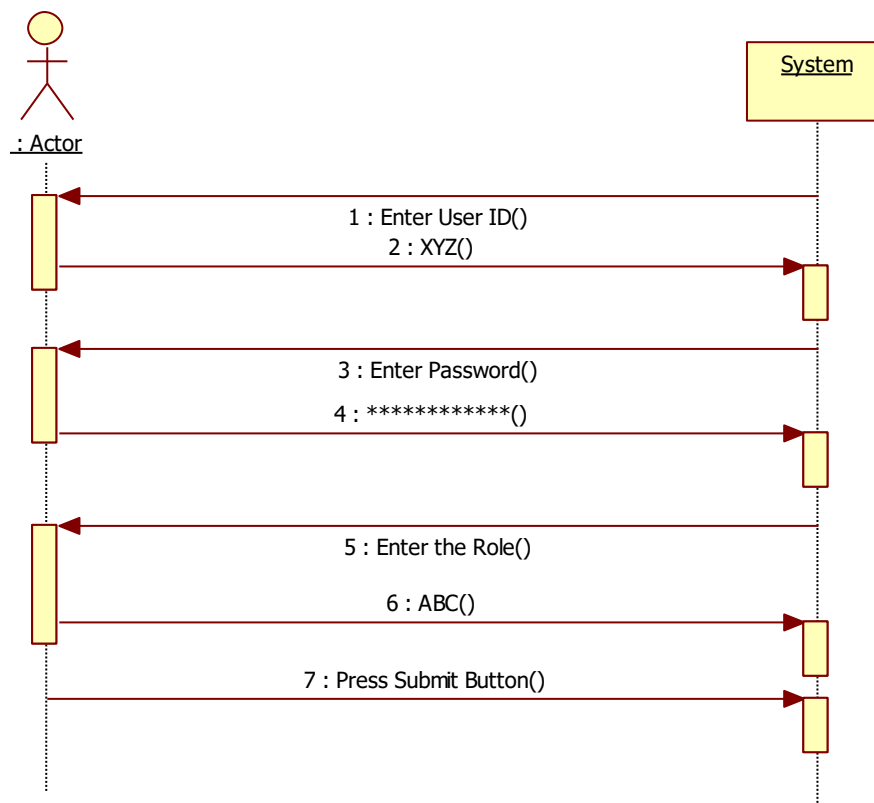 System
: Actor
1 : Enter User ID()
2 : XYZ()
3 : Enter Password()
4 : ************()
5 : Enter the Role()
6 : ABC()
7 : Press Submit Button()